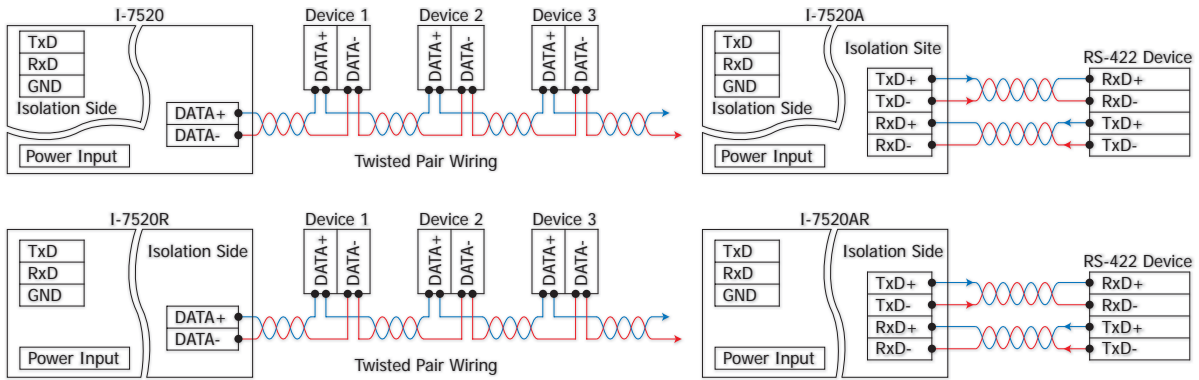 I-7520
TxD
RxD
GND
Isolation Side
DATA+
DATA-
Power Input
Device 1
DATA+
DATA-
Device 2
DATA+
DATA-
Device 3
DATA+
DATA-
Twisted Pair Wiring
I-7520A
TxD
RxD
GND
Isolation Side
Power Input
Isolation Site
TxD+
TxD-
RxD+
RxD-
RS-422 Device
RxD+
RxD-
TxD+
TxD-
I-7520R
TxD
RxD
GND
Isolation Side
DATA+
DATA-
Power Input
Device 1
DATA+
DATA-
Device 2
DATA+
DATA-
Device 3
DATA+
DATA-
Twisted Pair Wiring
I-7520AR
TxD
RxD
GND
Power Input
Isolation Side
TxD+
TxD-
RxD+
RxD-
RS-422 Device
RxD+
RxD-
TxD+
TxD-